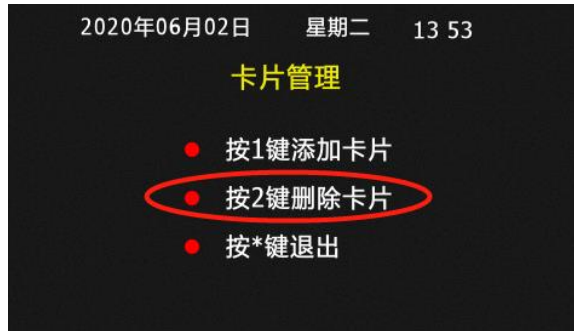 2020年06月02日 星期二 13 53
卡片管理
按1键添加卡片
按2键删除卡片
按*键退出